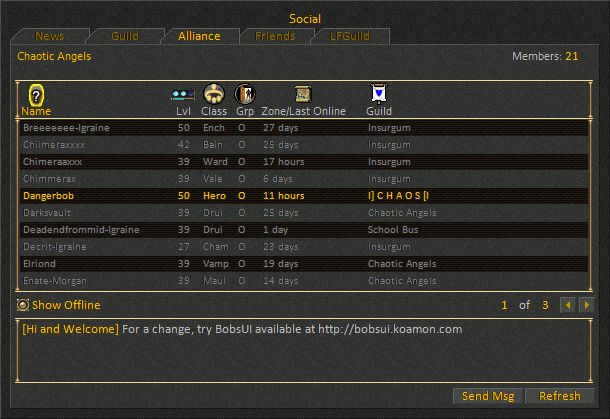 Social
News Guild Alliance Friends LFGuild
Chaotic Angels Members: 21
?
Name Lvl Class Grp Zone/Last Online Guild
Breeeeeee-Igraine 50 Ench O 27 days Insurgum
Chiimeraxxxx 42 Bain O 25 days Insurgum
Chimeraaxxx 39 Ward O 17 hours Insurgum
Chimmerax 39 Vale O 6 days Insurgum
Dangerbob 50 Hero O 11 hours I] C H A O S [I
Darksvault 39 Drui O 25 days Chaotic Angels
Deadendfrommid-Igraine 39 Drui O 1 day School Bus
Decrit-Igraine 27 Cham O 23 days Insurgum
Elriond 39 Vamp O 19 days Chaotic Angels
Enate-Morgan 39 Maul O 14 days Chaotic Angels
Show Offline 1 of 3
[Hi and Welcome] For a change, try BobsUI available at http://bobsui.koamon.com
Send Msg Refresh